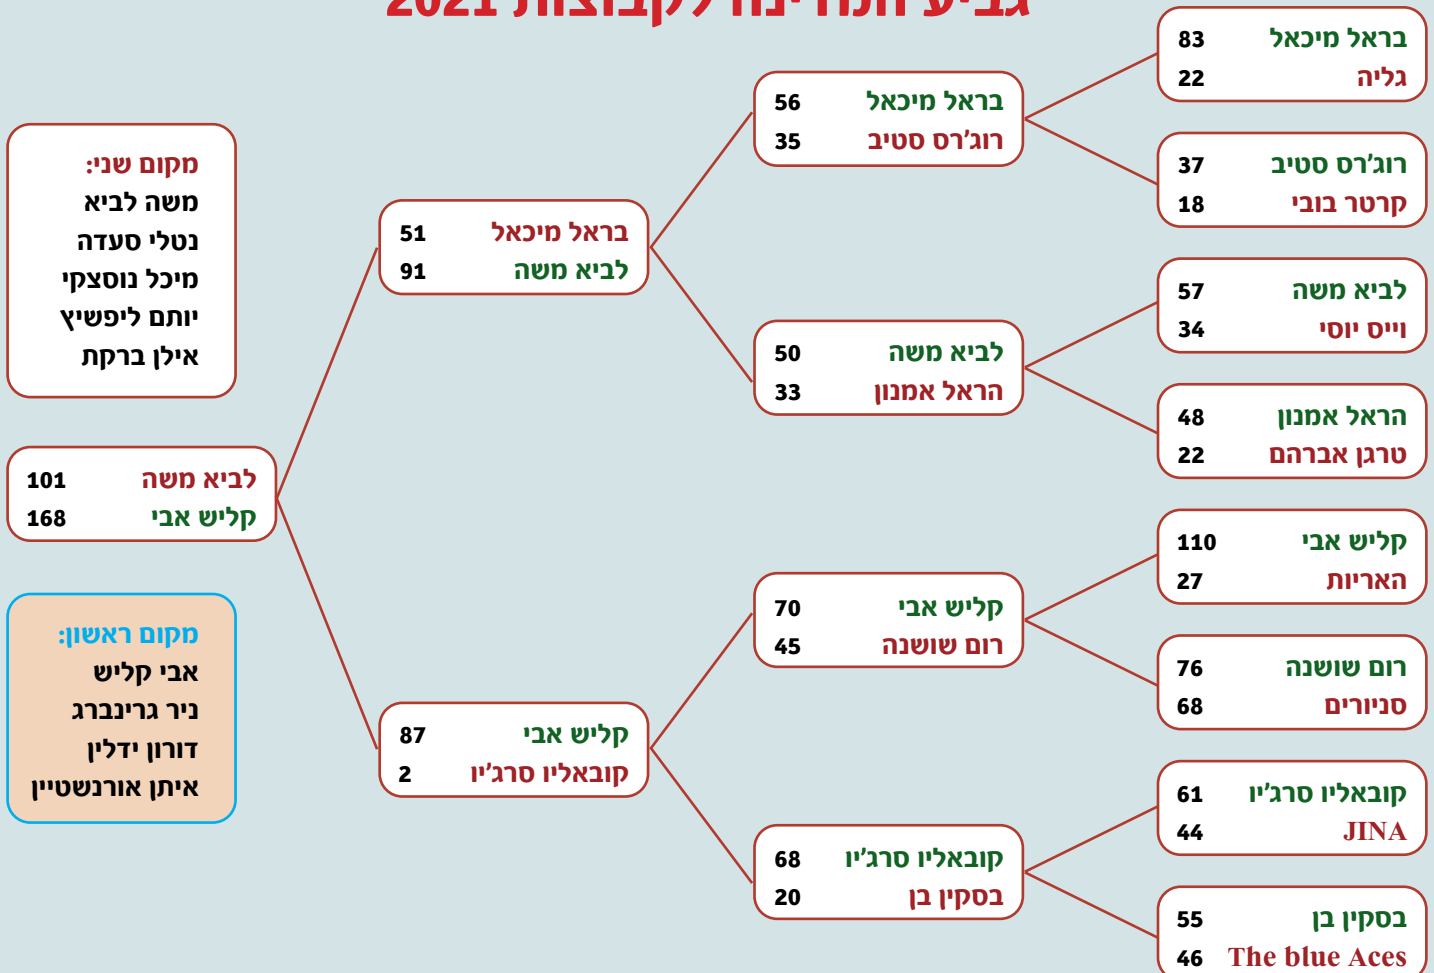 גביע המדינה לקבוצות 2021
בראל מיכאל 83
גליה 22
רוג'רס סטיב 37
קרטר בובי 18
לביא משה 57
וייס יוסי 34
הראל אמנון 48
טרגן אברהם 22
קליש אבי 110
האריות 27
רום שושנה 76
סניורים 68
קובאליו סרג'יו 61
JINA 44
בסקין בן 55
The blue Aces 46
בראל מיכאל 56
רוג'רס סטיב 35
לביא משה 50
הראל אמנון 33
קליש אבי 70
רום שושנה 45
קובאליו סרג'יו 68
בסקין בן 20
בראל מיכאל 51
לביא משה 91
קליש אבי 87
קובאליו סרג'יו 2
מקום שני:
משה לביא
נטלי סעדה
מיכל נוסצקי
יותם ליפשיץ
אילן ברקת
לביא משה 101
קליש אבי 168
מקום ראשון:
אבי קליש
ניר גרינברג
דורון ידלין
איתן אורנשטיין